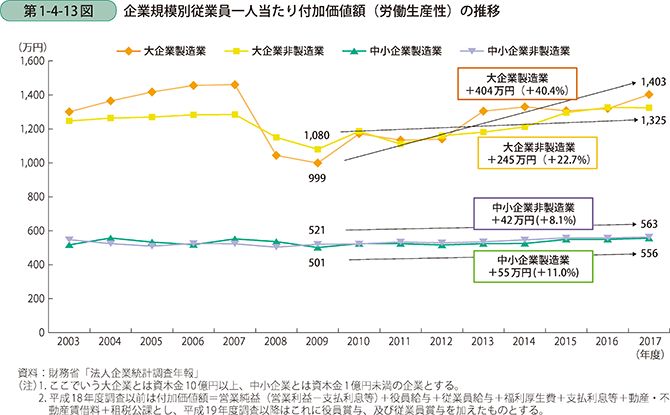 第1-4-13図 企業規模別従業員一人当たり付加価値額（労働生産性）の推移
(万円)
大企業製造業 大企業非製造業 中小企業製造業 中小企業非製造業
1,600
1,400
1,200
1,000
800
600
400
200
0
大企業製造業
＋404万円（＋40.4%）
1,403
1,325
1,080
999
大企業非製造業
＋245万円（＋22.7%）
中小企業非製造業
＋42万円（＋8.1%）
521
563
501
556
中小企業製造業
＋55万円（＋11.0%）
2003 2004 2005 2006 2007 2008 2009 2010 2011 2012 2013 2014 2015 2016 2017
（年度）
資料：財務省「法人企業統計調査年報」
（注）1. ここでいう大企業とは資本金10億円以上、中小企業とは資本金1億円未満の企業とする。
2. 平成18年度調査以前は付加価値額＝営業純益（営業利益－支払利息等）＋役員給与＋従業員給与＋福利厚生費＋支払利息等＋動産・不
動産賃借料＋租税公課とし、平成19年度調査以降はこれに役員賞与、及び従業員賞与を加えたものとする。